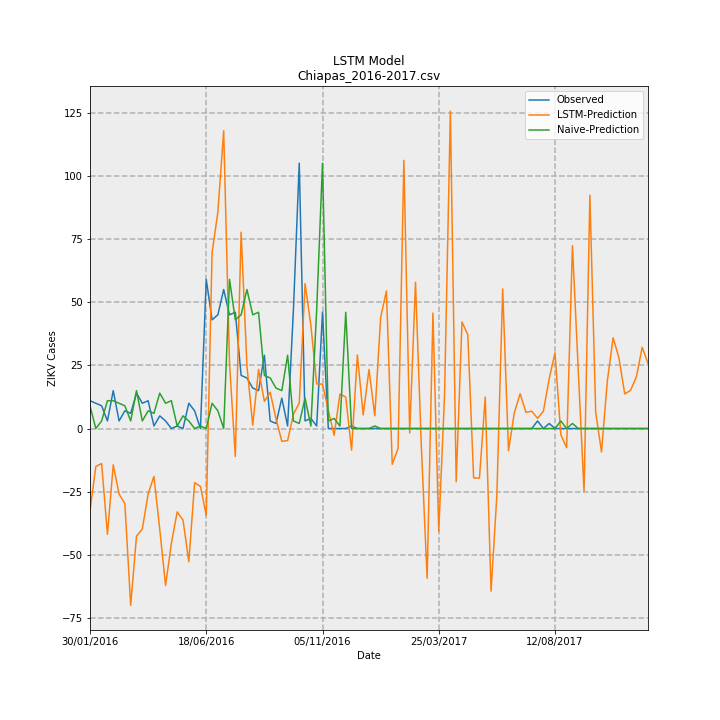 LSTM Model
Chiapas_2016-2017.csv
Observed
LSTM-Prediction
Naive-Prediction
ZIKV Cases
125
100
75
50
25
0
−25
−50
−75
30/01/2016
18/06/2016
05/11/2016
25/03/2017
12/08/2017
Date